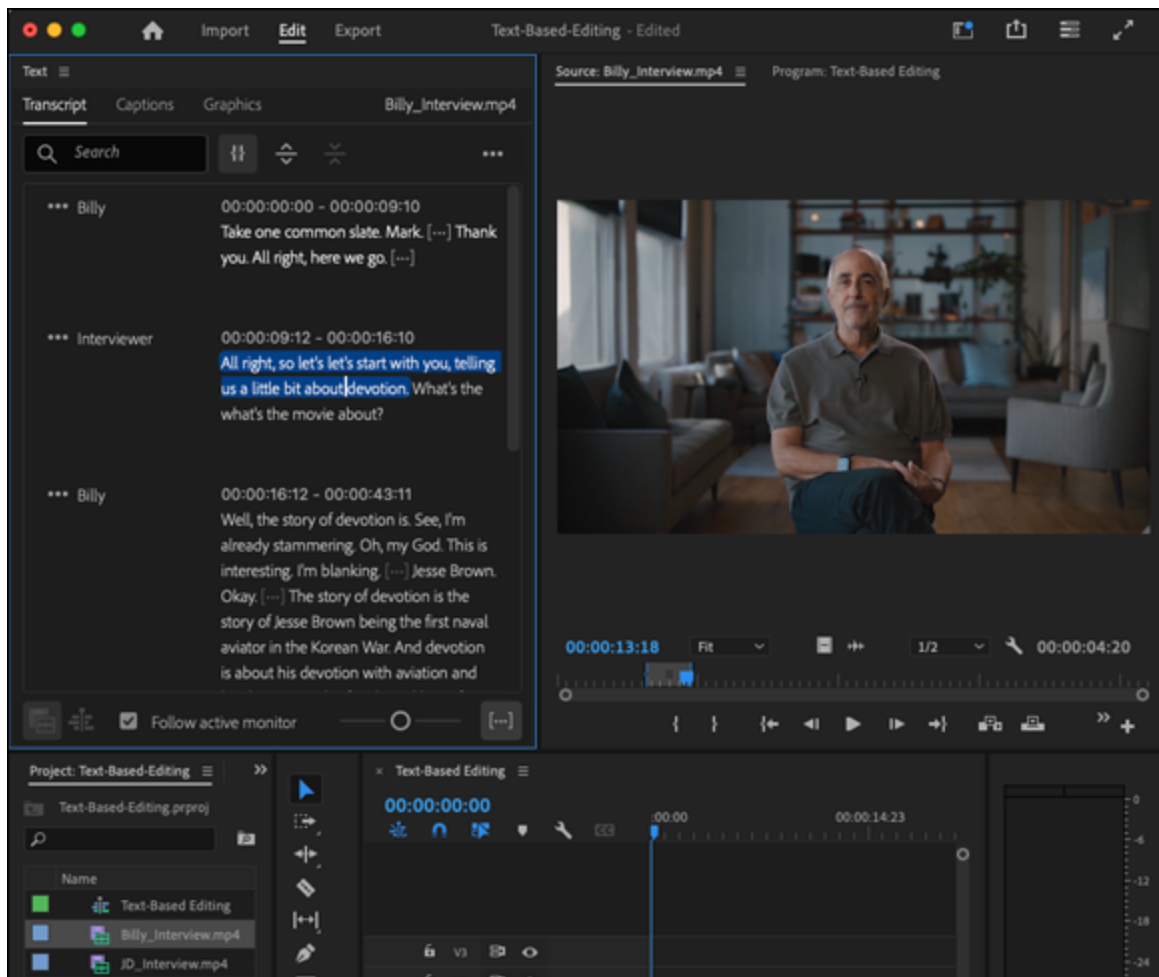 Import Edit Export Text-Based-Editing - Edited
Text
Transcript Captions Graphics Billy_Interview.mp4
Search
Billy 00:00:00:00 - 00:00:09:10
Take one common slate. Mark. [...] Thank
you. All right, here we go. [...]
Interviewer 00:00:09:12 - 00:00:16:10
All right, so let's let's start with you, telling
us a little bit about devotion. What's the
what's the movie about?
Billy 00:00:16:12 - 00:00:43:11
Well, the story of devotion is. See, I'm
already stammering. Oh, my God. This is
interesting. I'm blanking. [...] Jesse Brown.
Okay. [...] The story of devotion is the
story of Jesse Brown being the first naval
aviator in the Korean War. And devotion
is about his devotion with aviation and
Follow active monitor [...]
Source: Billy_Interview.mp4 Program: Text-Based Editing
00:00:13:18 Fit 1/2 00:00:04:20
Project: Text-Based-Editing
Text-Based-Editing.prproj
Name
Text-Based Editing
Billy_Interview.mp4
JD_Interview.mp4
× Text-Based Editing
00:00:00:00
:00:00 00:00:14:23
V3
0
-6
-12
-18
-24